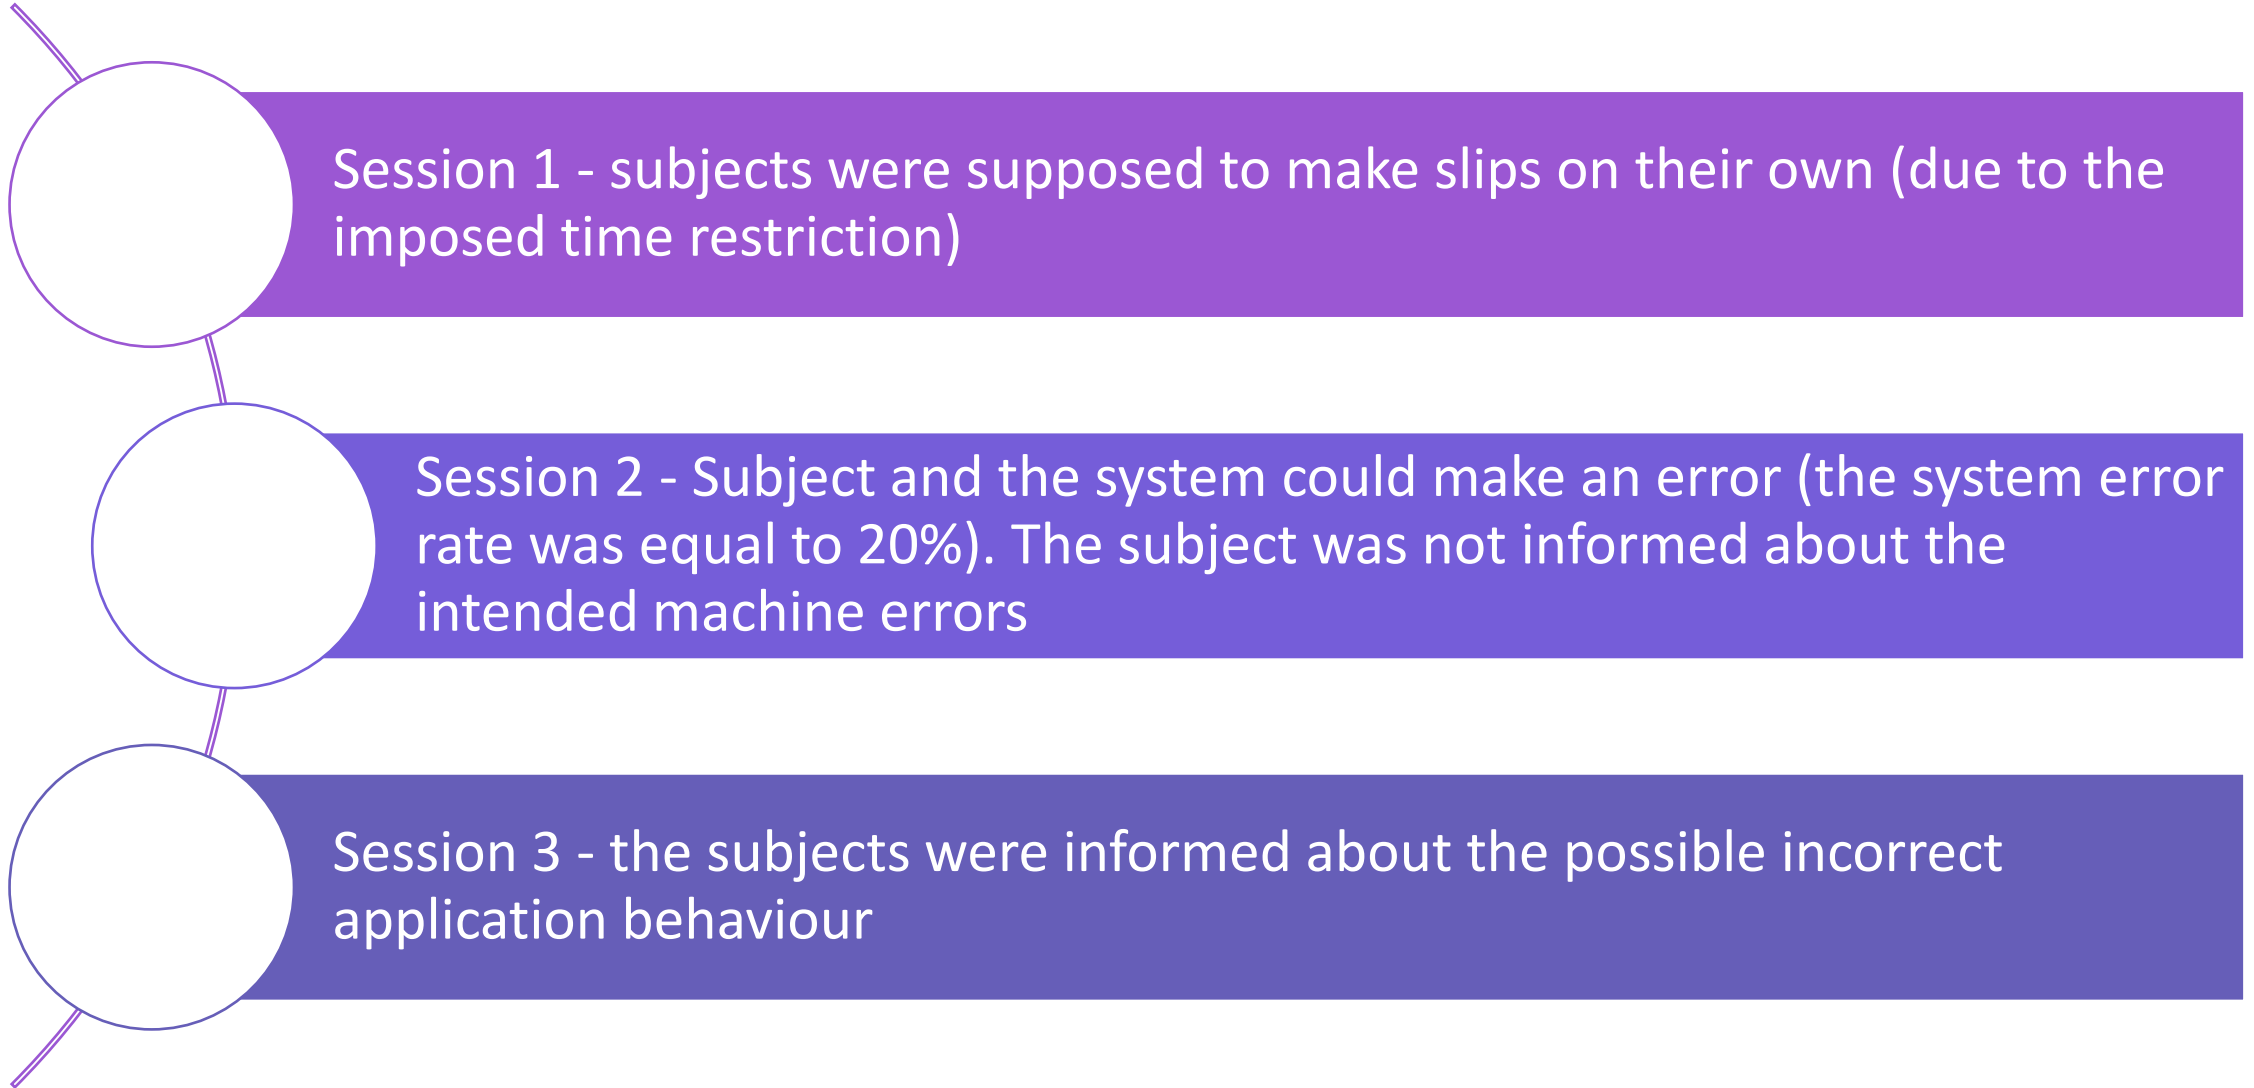 Session 1 - subjects were supposed to make slips on their own (due to the
imposed time restriction)
Session 2 - Subject and the system could make an error (the system error
rate was equal to 20%). The subject was not informed about the
intended machine errors
Session 3 - the subjects were informed about the possible incorrect
application behaviour